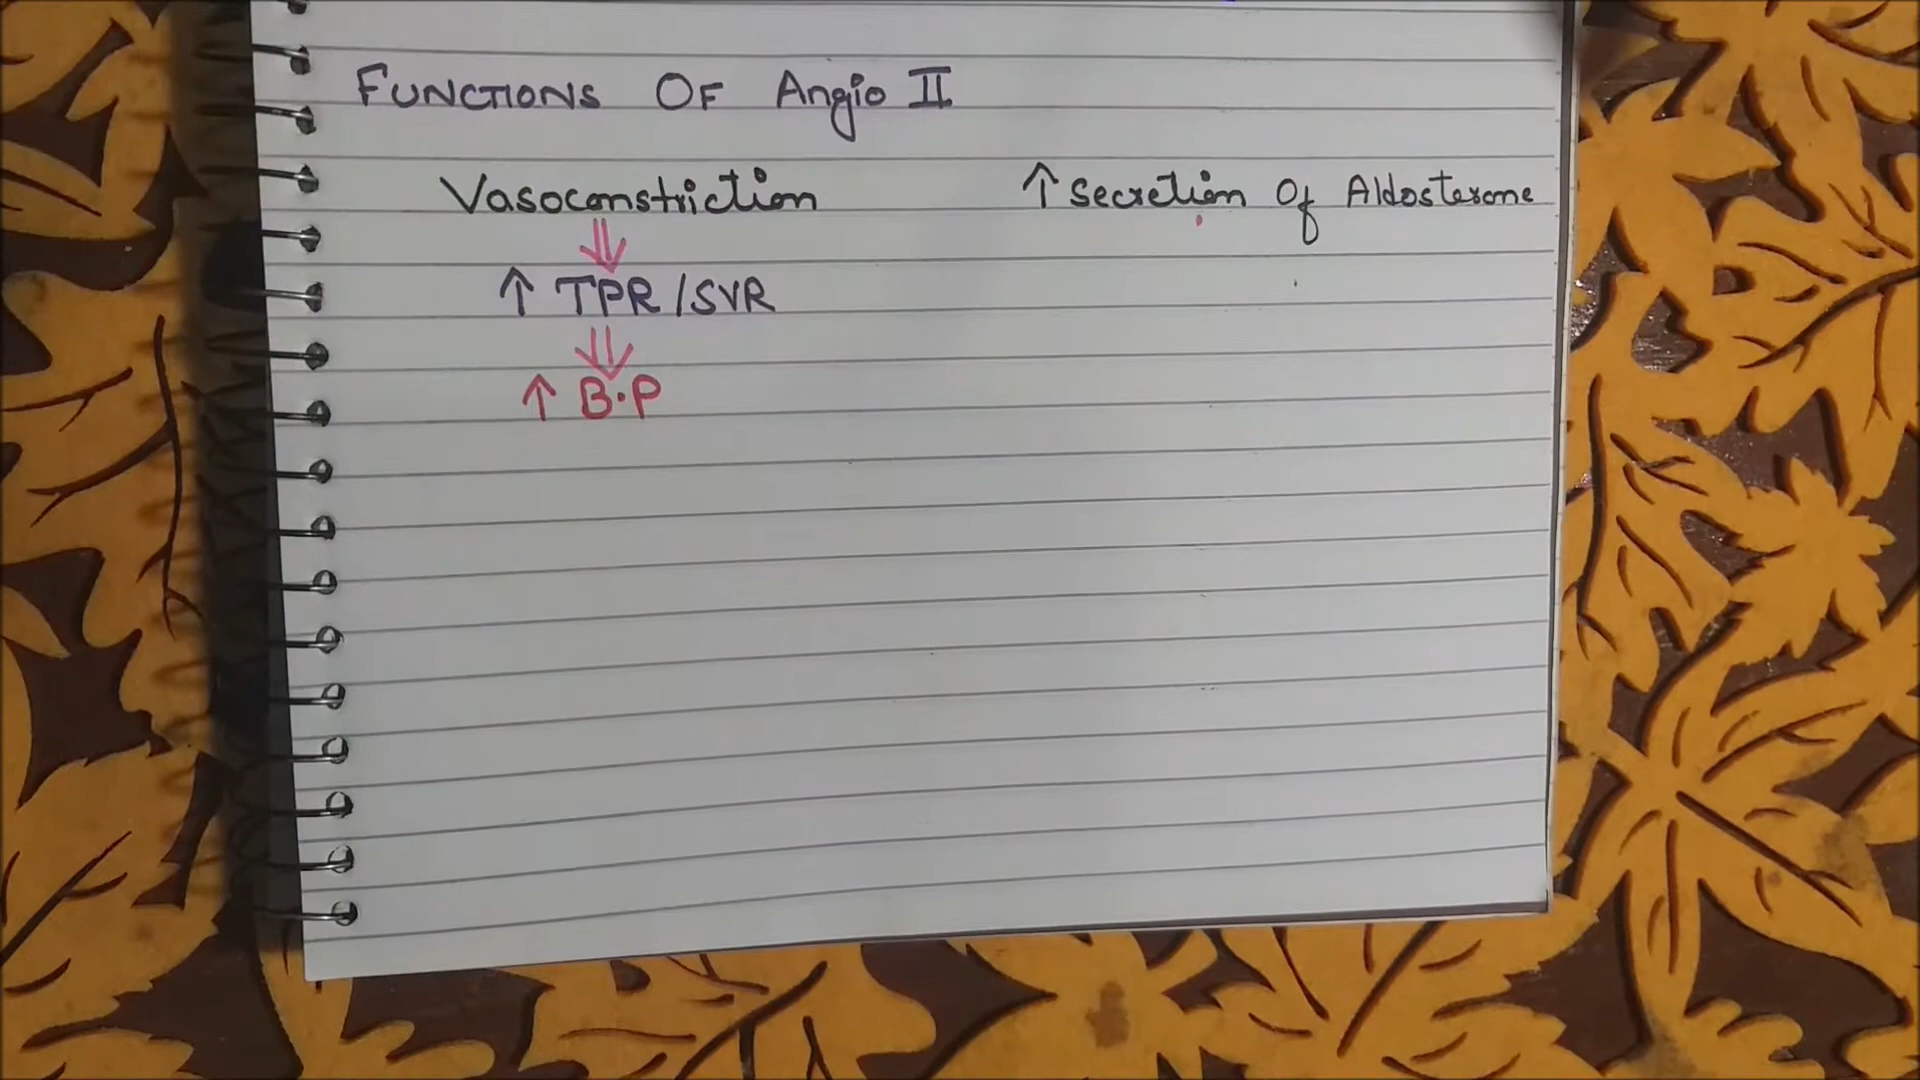 FUNCTIONS OF Angio II
Vasoconstriction
↑ secretion Of Aldosterone
↑ TPR/SVR
↑ B.P